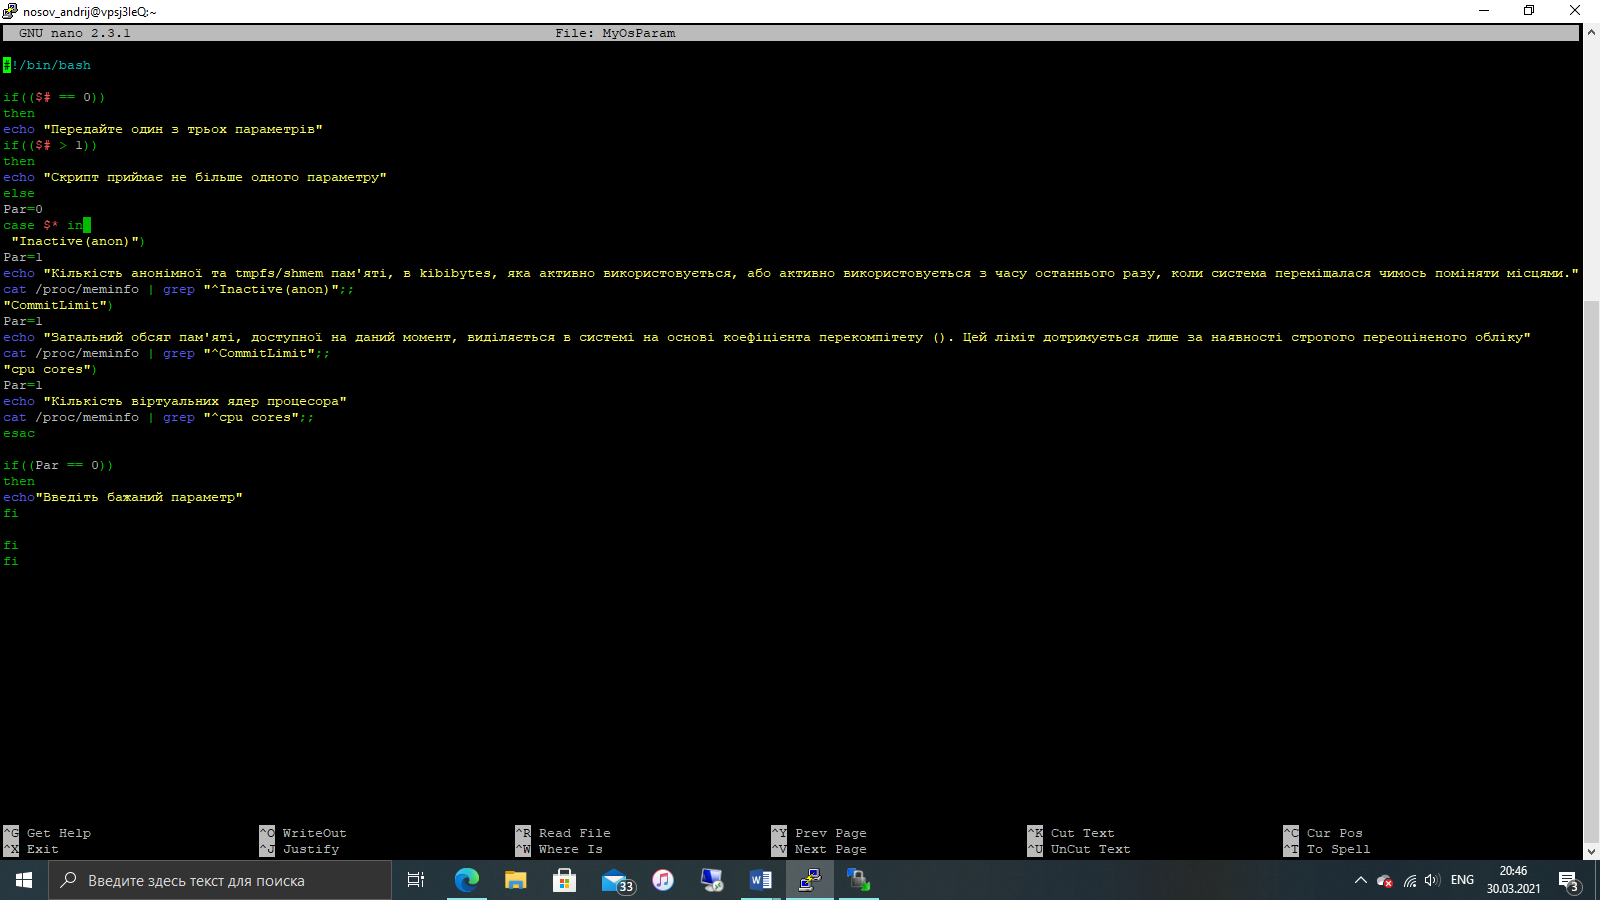 nosov_andrij@vpsj3leQ:~
GNU nano 2.3.1 File: MyOsParam
#!/bin/bash
if(($# == 0))
then
echo "Передайте один з трьох параметрів"
if(($# > 1))
then
echo "Скрипт приймає не більше одного параметру"
else
Par=0
case $* in
"Inactive(anon)")
Par=1
echo "Кількість анонімної та tmpfs/shmem пам'яті, в kibibytes, яка активно використовується, або активно використовується з часу останнього разу, коли система переміщалася чимось поміняти місцями."
cat /proc/meminfo | grep "^Inactive(anon)";;
"CommitLimit")
Par=1
echo "Загальний обсяг пам'яті, доступної на даний момент, виділяється в системі на основі коефіцієнта перекомпітету (). Цей ліміт дотримується лише за наявності строгого переоціненого обліку"
cat /proc/meminfo | grep "^CommitLimit";;
"cpu cores")
Par=1
echo "Кількість віртуальних ядер процесора"
cat /proc/meminfo | grep "^cpu cores";;
esac
if((Par == 0))
then
echo"Введіть бажаний параметр"
fi
fi
fi
^G Get Help ^O WriteOut ^R Read File ^Y Prev Page ^K Cut Text ^C Cur Pos
^X Exit ^J Justify ^W Where Is ^V Next Page ^U UnCut Text ^T To Spell
Введите здесь текст для поиска
33
ENG
20:46
30.03.2021
3